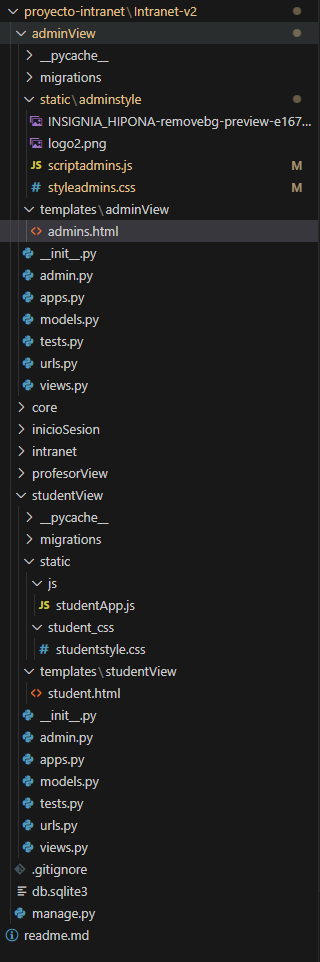 proyecto-intranet\Intranet-v2
adminView
__pycache__
migrations
static\adminstyle
INSIGNIA_HIPONA-removebg-preview-e167...
logo2.png
JS scriptadmins.js M
# styleadmins.css M
templates\adminView
<> admins.html
__init__.py
admin.py
apps.py
models.py
tests.py
urls.py
views.py
core
inicioSesion
intranet
profesorView
studentView
__pycache__
migrations
static
js
JS studentApp.js
student_css
# studentstyle.css
templates\studentView
<> student.html
__init__.py
admin.py
apps.py
models.py
tests.py
urls.py
views.py
.gitignore
db.sqlite3
manage.py
readme.md